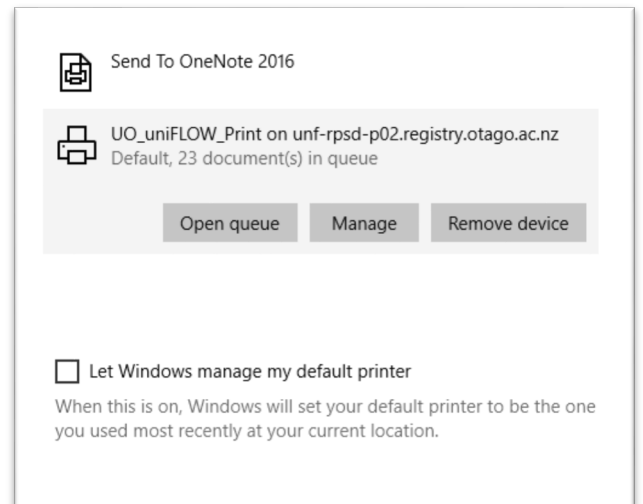 Send To OneNote 2016
UO_uniFLOW_Print on unf-rpsd-p02.registry.otago.ac.nz
Default, 23 document(s) in queue
Open queue
Manage
Remove device
Let Windows manage my default printer
When this is on, Windows will set your default printer to be the one
you used most recently at your current location.